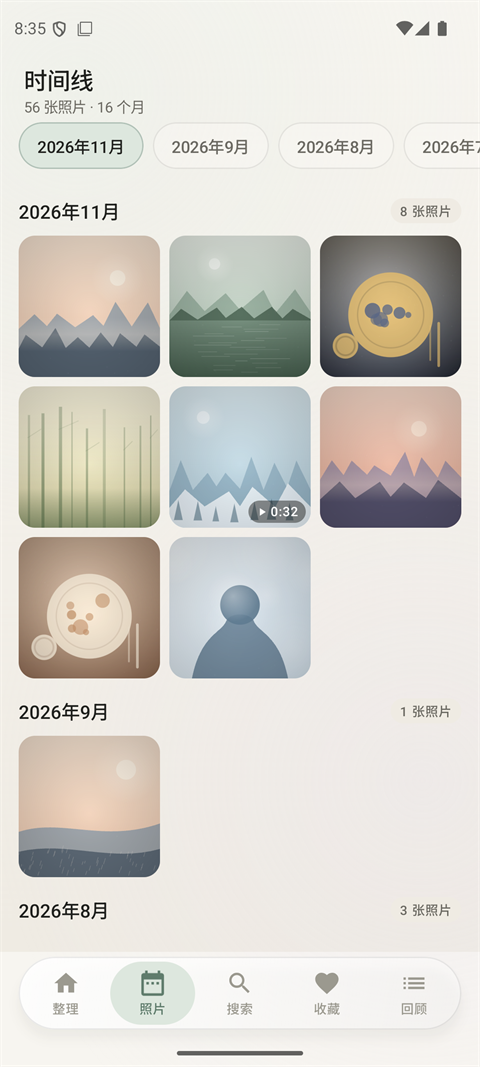 8:35
时间线
56 张照片 · 16 个月
2026年11月
2026年9月
2026年8月
2026年7
2026年11月
8 张照片
0:32
2026年9月
1 张照片
2026年8月
3 张照片
整理
照片
搜索
收藏
回顾